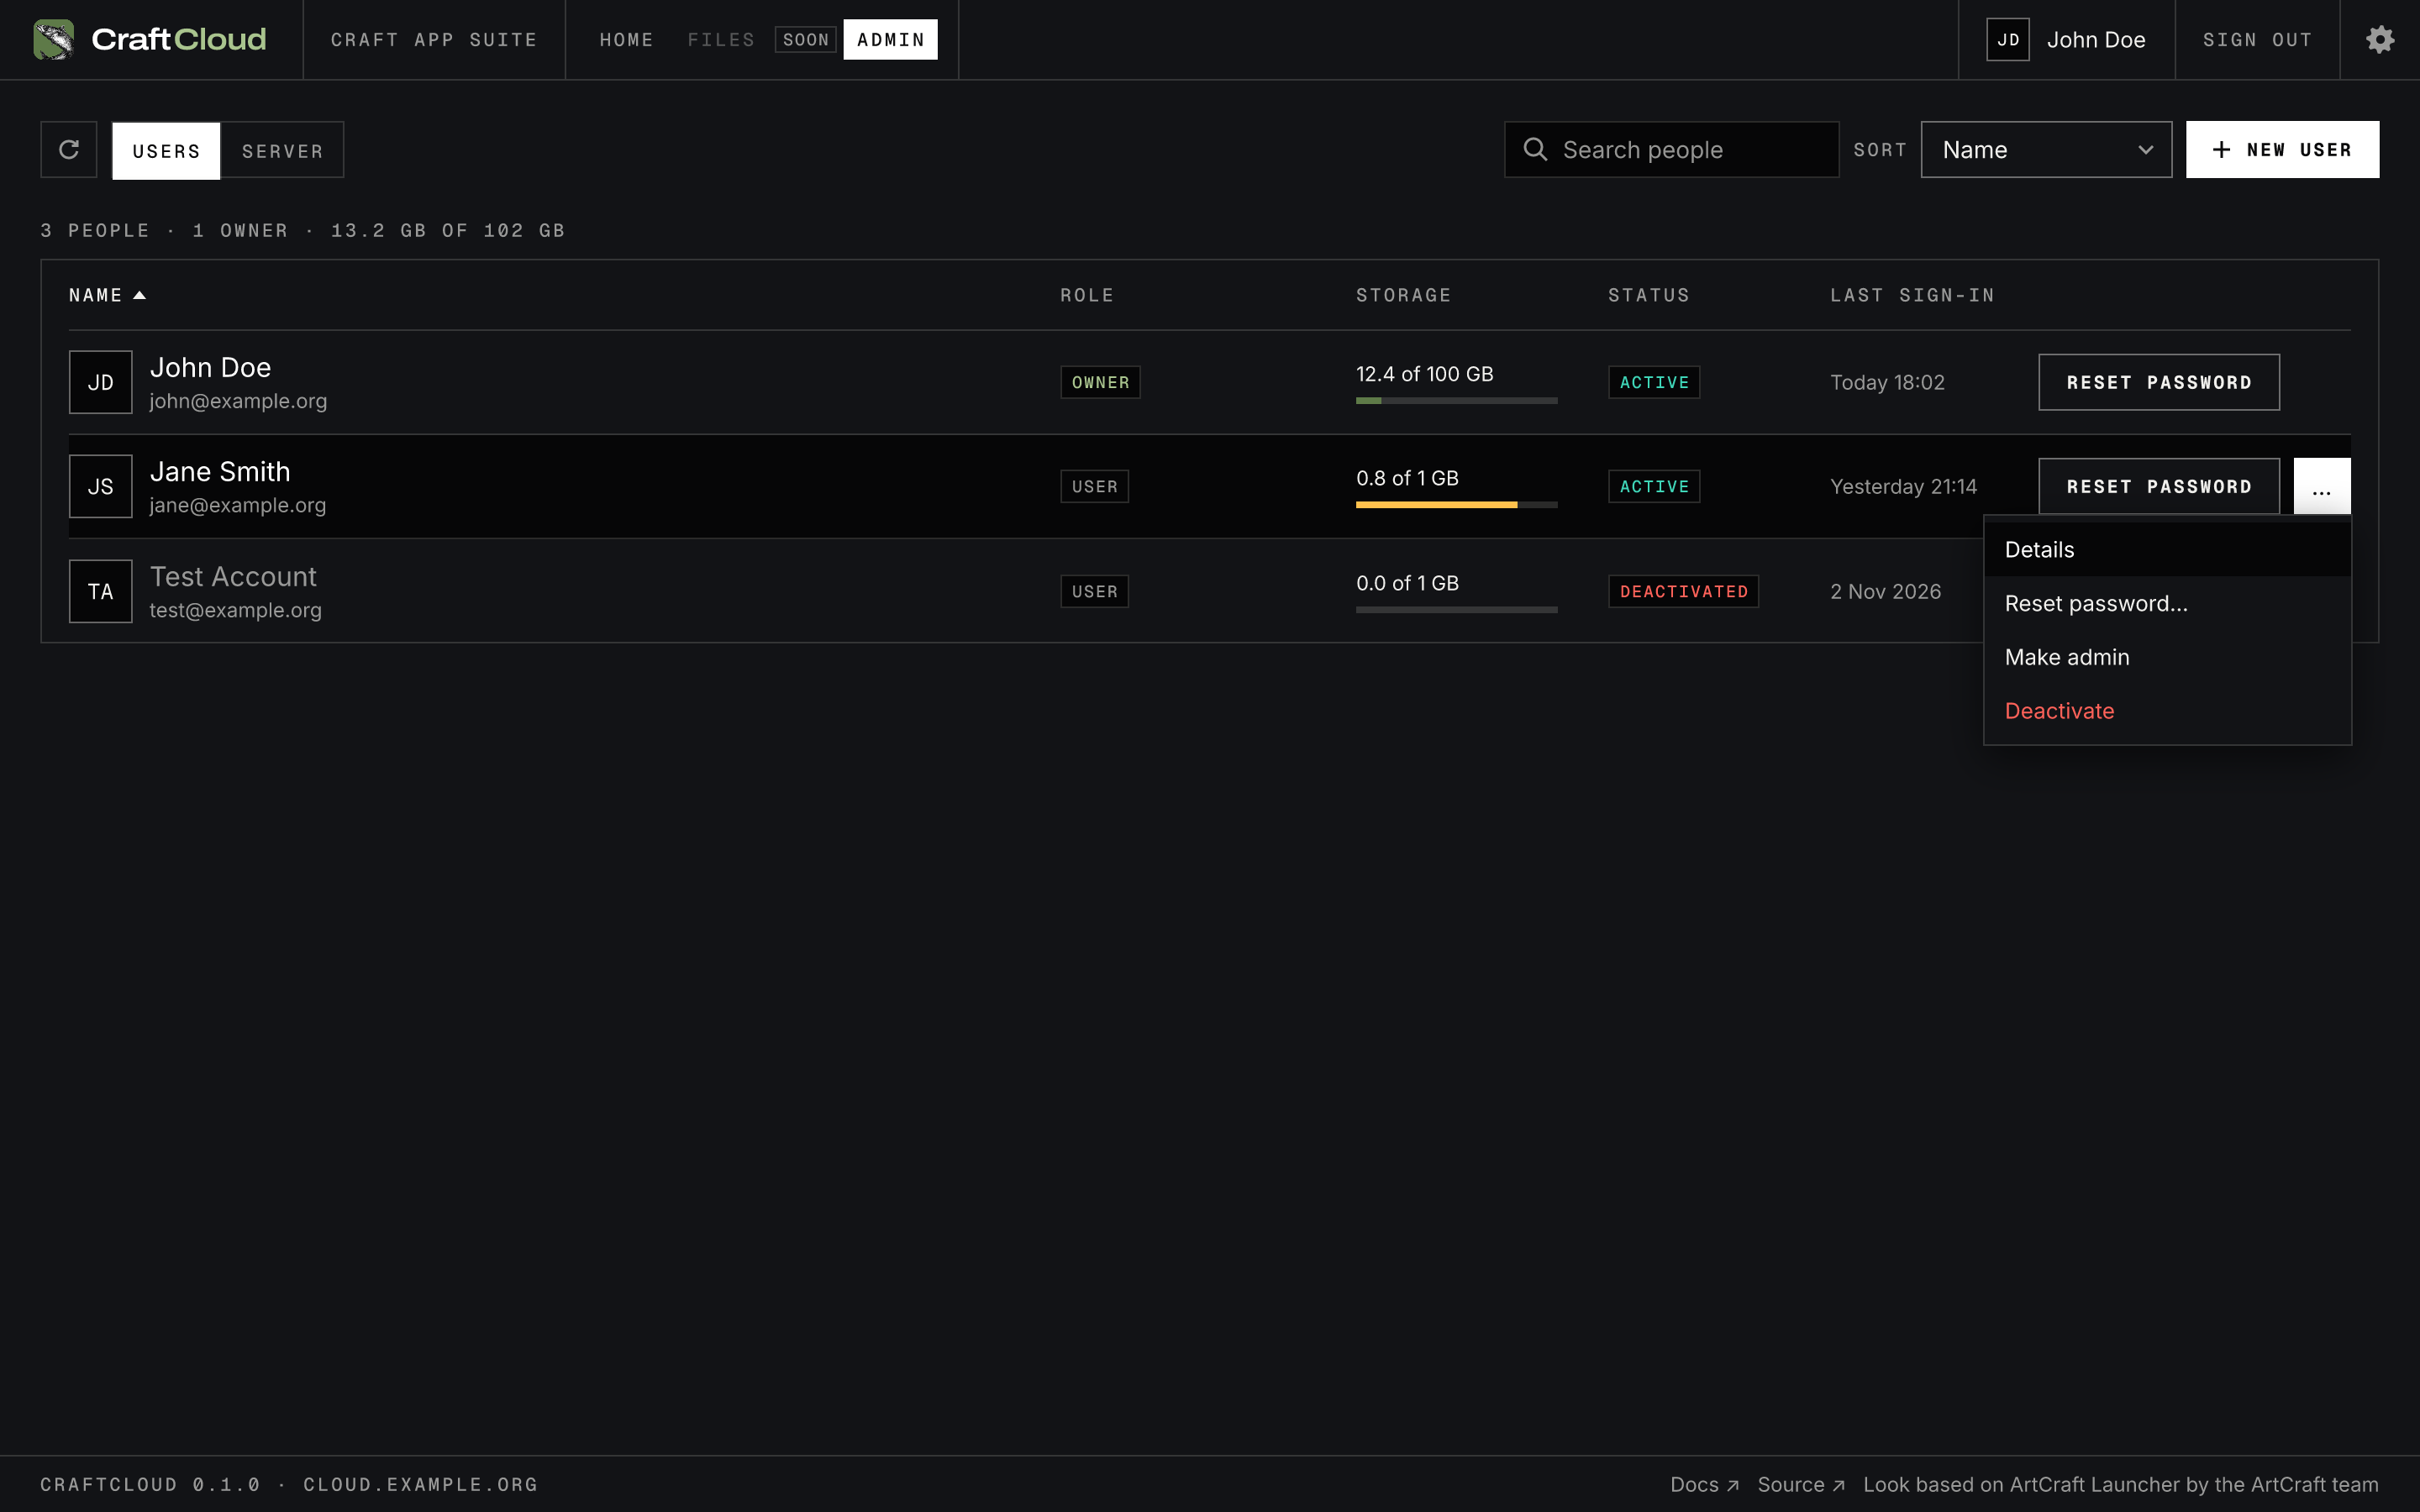 CraftCloud CRAFT APP SUITE HOME FILES SOON ADMIN JD John Doe SIGN OUT
USERS SERVER Search people SORT Name + NEW USER
3 PEOPLE · 1 OWNER · 13.2 GB OF 102 GB
NAME ROLE STORAGE STATUS LAST SIGN-IN
JD John Doe OWNER 12.4 of 100 GB ACTIVE Today 18:02 RESET PASSWORD
john@example.org
JS Jane Smith USER 0.8 of 1 GB ACTIVE Yesterday 21:14 RESET PASSWORD ...
jane@example.org
Details
TA Test Account USER 0.0 of 1 GB DEACTIVATED 2 Nov 2026
test@example.org
Reset password...
Make admin
Deactivate
CRAFTCLOUD 0.1.0 · CLOUD.EXAMPLE.ORG Docs ↗ Source ↗ Look based on ArtCraft Launcher by the ArtCraft team